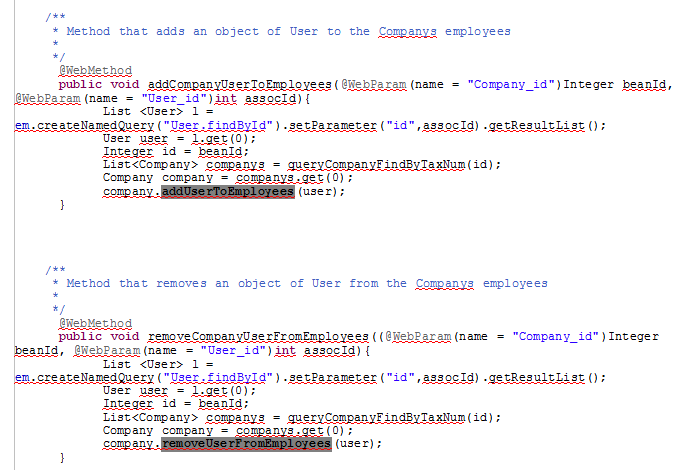 /**
* Method that adds an object of User to the Companys employees
*
*/
@WebMethod
public void addCompanyUserToEmployees(@WebParam(name = "Company_id")Integer beanId,
@WebParam(name = "User_id")int assocId){
List <User> l =
em.createNamedQuery("User.findById").setParameter("id",assocId).getResultList();
User user = l.get(0);
Integer id = beanId;
List<Company> companys = queryCompanyFindByTaxNum(id);
Company company = companys.get(0);
company.addUserToEmployees(user);
}
/**
* Method that removes an object of User from the Companys employees
*
*/
@WebMethod
public void removeCompanyUserFromEmployees((@WebParam(name = "Company_id")Integer
beanId, @WebParam(name = "User_id")int assocId){
List <User> l =
em.createNamedQuery("User.findById").setParameter("id",assocId).getResultList();
User user = l.get(0);
Integer id = beanId;
List<Company> companys = queryCompanyFindByTaxNum(id);
Company company = companys.get(0);
company.removeUserFromEmployees(user);
}